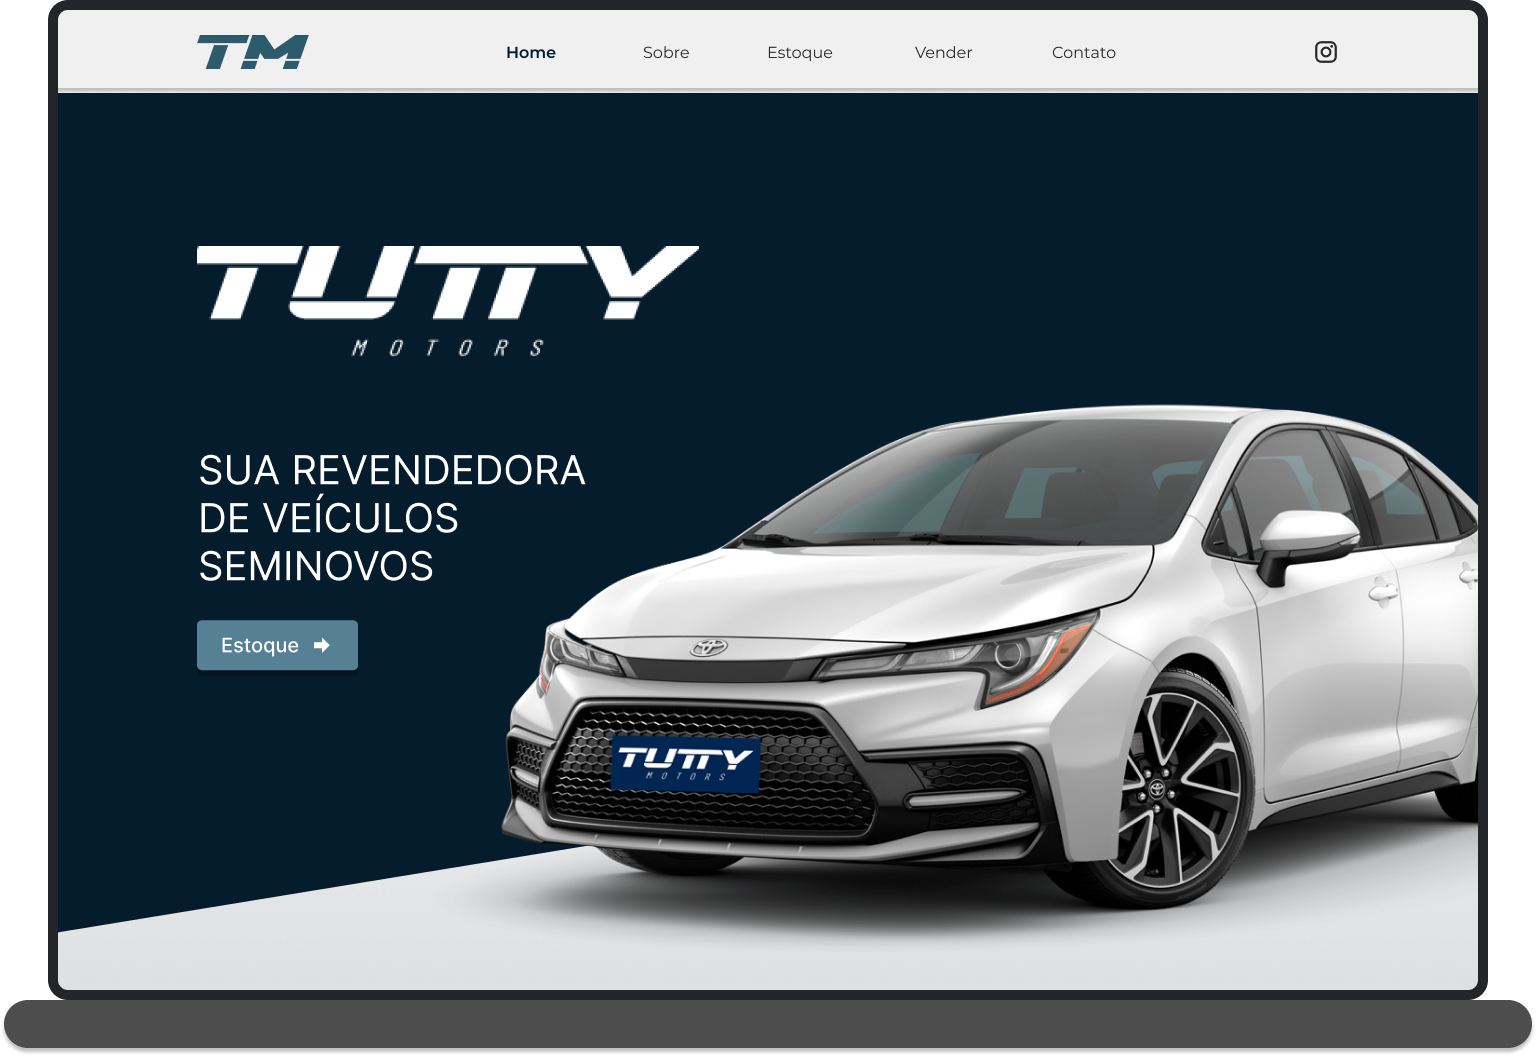 TM
Home
Sobre
Estoque
Vender
Contato
TUTTY
MOTORS
SUA REVENDEDORA
DE VEÍCULOS
SEMINOVOS
Estoque
TUTTY
MOTORS